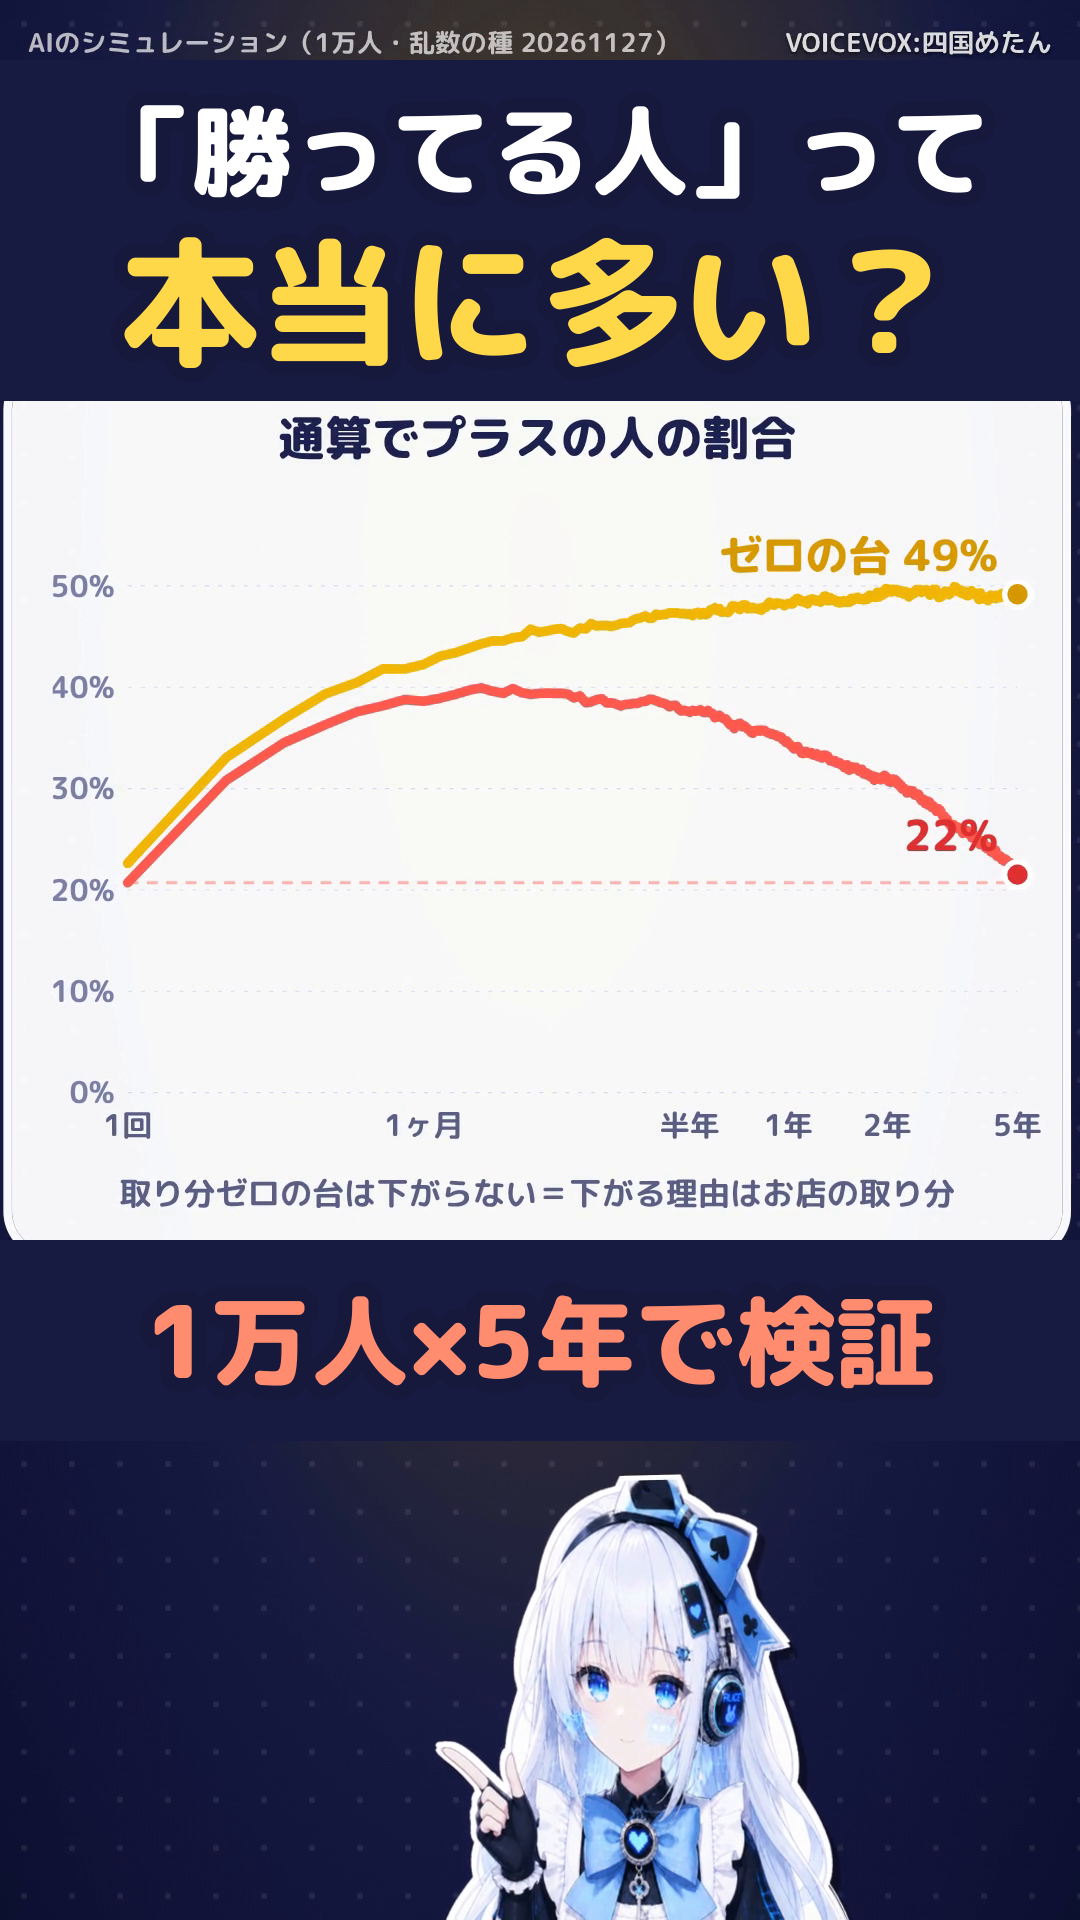 AIのシミュレーション（1万人・乱数の種 20261127）
VOICEVOX:四国めたん
「勝ってる人」って
本当に多い？
通算でプラスの人の割合
ゼロの台 49%
50%
40%
30%
22%
20%
10%
0%
1回 1ヶ月 半年 1年 2年 5年
取り分ゼロの台は下がらない＝下がる理由はお店の取り分
1万人×5年で検証